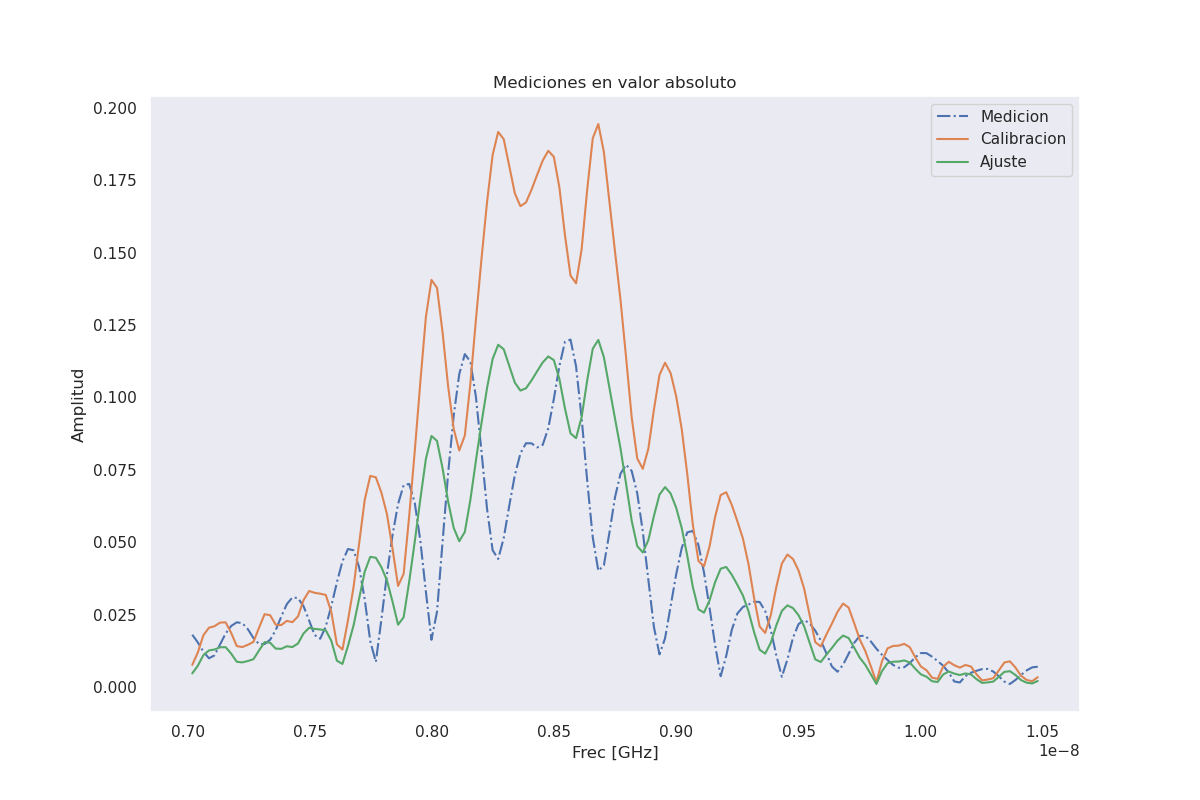 Mediciones en valor absoluto
Medicion
Calibracion
Ajuste
Amplitud
0.200
0.175
0.150
0.125
0.100
0.075
0.050
0.025
0.000
0.70 0.75 0.80 0.85 0.90 0.95 1.00 1.05
1e−8
Frec [GHz]